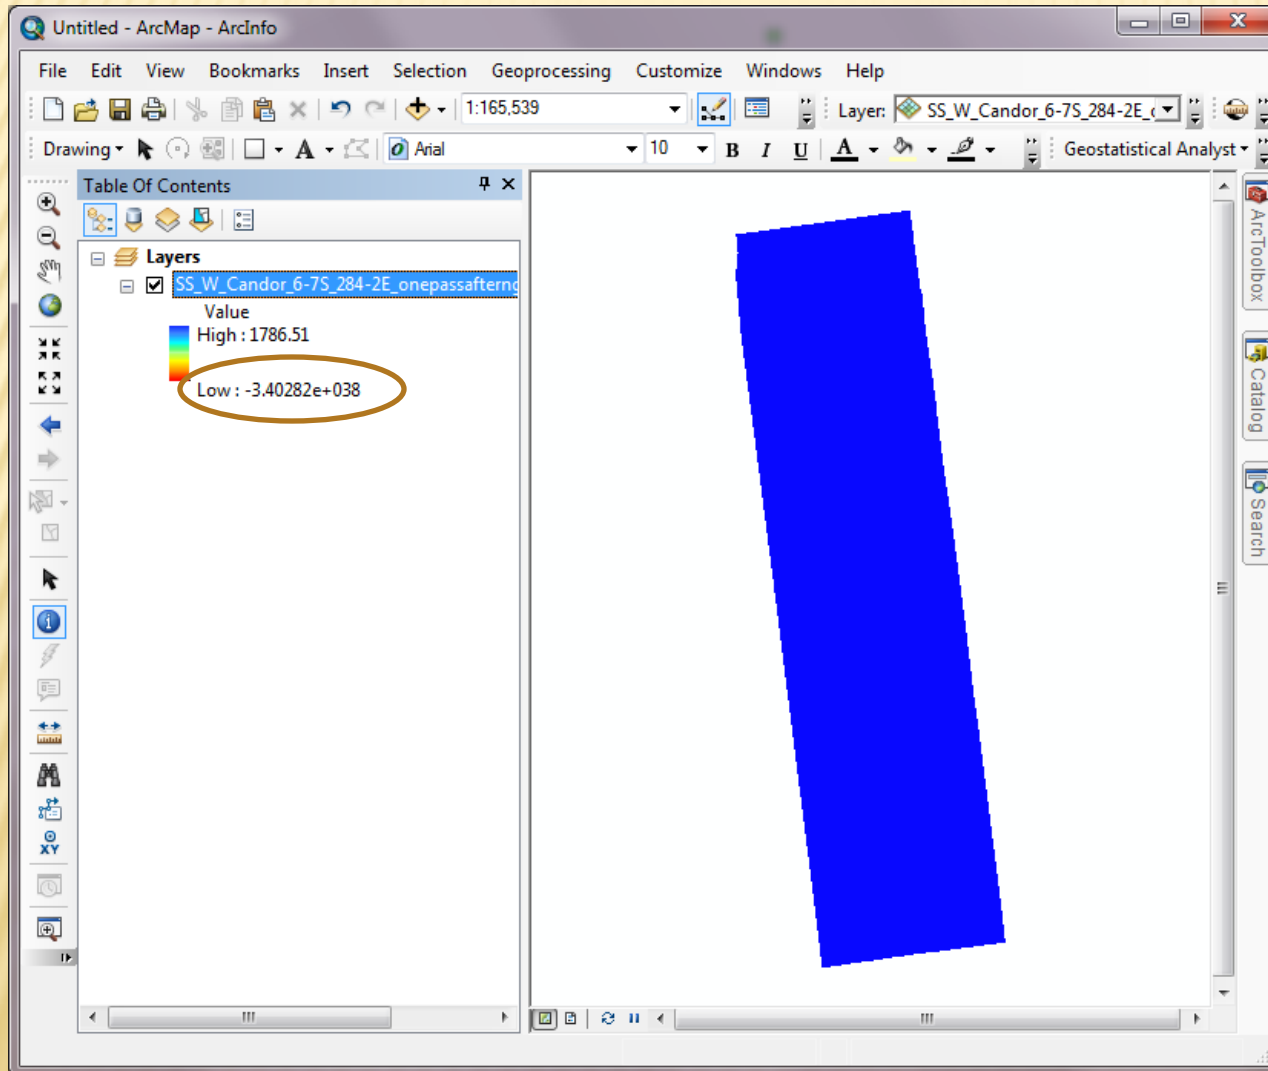 Untitled - ArcMap - ArcInfo
File Edit View Bookmarks Insert Selection Geoprocessing Customize Windows Help
1:165,539 Layer: SS_W_Candor_6-7S_284-2E_
Drawing A Arial 10 B I U A Geostatistical Analyst
Table Of Contents
Layers
SS_W_Candor_6-7S_284-2E_onepassaftern
Value
High : 1786.51
Low : -3.40282e+038
XY
ArcToolbox
Catalog
Search